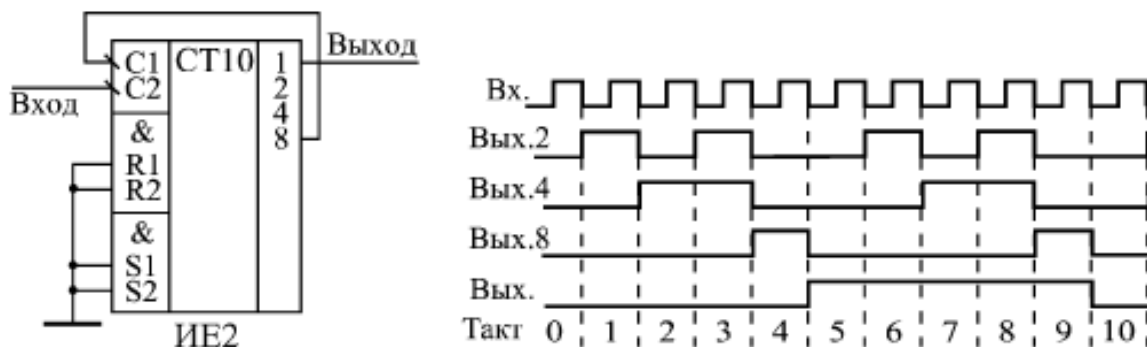 C1 CT10 1 Выход
C2 2
Вход 4
& 8
R1
R2
&
S1
S2
ИЕ2
Вх.
Вых.2
Вых.4
Вых.8
Вых.
Такт 0 1 2 3 4 5 6 7 8 9 10